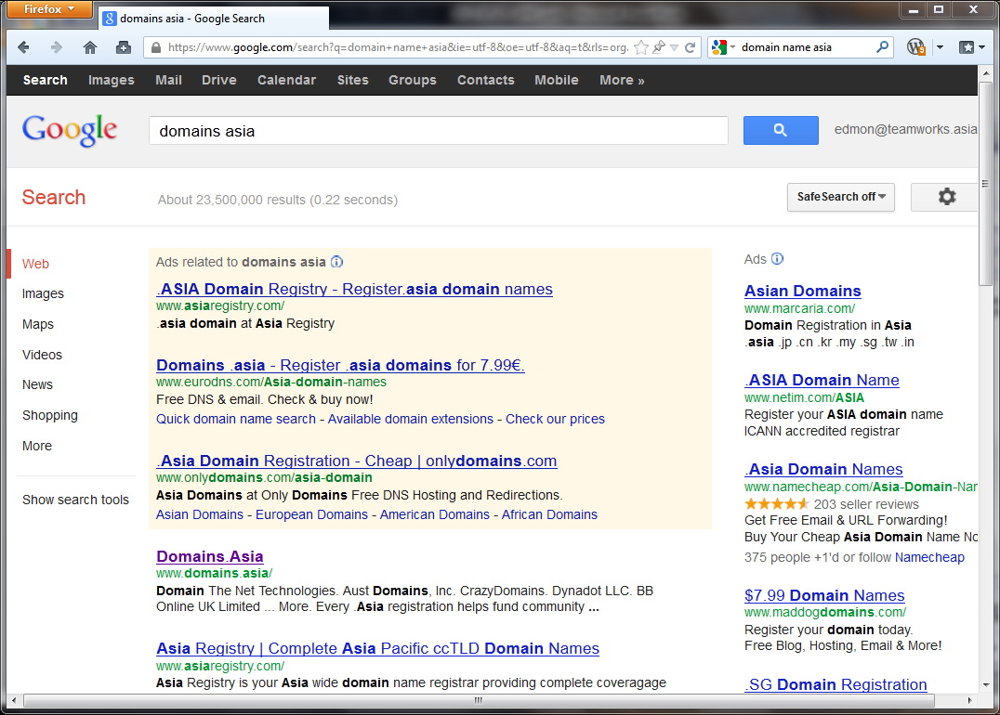 Firefox
domains asia - Google Search
https://www.google.com/search?q=domain+name+asia&ie=utf-8&oe=utf-8&aq=t&rls=org.
domain name asia
Search Images Mail Drive Calendar Sites Groups Contacts Mobile More »
Google
domains asia
edmon@teamworks.asia
Search
About 23,500,000 results (0.22 seconds)
SafeSearch off
Web
Images
Maps
Videos
News
Shopping
More
Show search tools
Ads related to domains asia
.ASIA Domain Registry - Register.asia domain names
www.asiaregistry.com/
.asia domain at Asia Registry
Domains .asia - Register .asia domains for 7.99€.
www.eurodns.com/Asia-domain-names
Free DNS & email. Check & buy now!
Quick domain name search - Available domain extensions - Check our prices
.Asia Domain Registration - Cheap | onlydomains.com
www.onlydomains.com/asia-domain
Asia Domains at Only Domains Free DNS Hosting and Redirections.
Asian Domains - European Domains - American Domains - African Domains
Domains.Asia
www.domains.asia/
Domain The Net Technologies. Aust Domains, Inc. CrazyDomains. Dynadot LLC. BB
Online UK Limited ... More. Every .Asia registration helps fund community ...
Asia Registry | Complete Asia Pacific ccTLD Domain Names
www.asiaregistry.com/
Asia Registry is your Asia wide domain name registrar providing complete coveragage
Ads
Asian Domains
www.marcaria.com/
Domain Registration in Asia
.asia .jp .cn .kr .my .sg .tw .in
.ASIA Domain Name
www.netim.com/ASIA
Register your ASIA domain name
ICANN accredited registrar
.Asia Domain Names
www.namecheap.com/Asia-Domain-Nar
203 seller reviews
Get Free Email & URL Forwarding!
Buy Your Cheap Asia Domain Name No
375 people +1'd or follow Namecheap
$7.99 Domain Names
www.maddogdomains.com/
Register your domain today.
Free Blog, Hosting, Email & More!
.SG Domain Registration